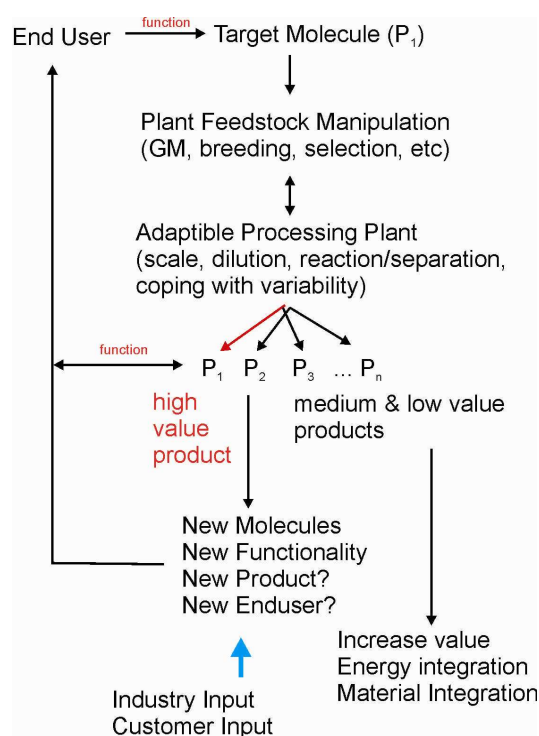 End User
function
Target Molecule (P1)
Plant Feedstock Manipulation
(GM, breeding, selection, etc)
Adaptible Processing Plant
(scale, dilution, reaction/separation,
coping with variability)
function
P1 P2 P3 ... Pn
high
value
product
medium & low value
products
New Molecules
New Functionality
New Product?
New Enduser?
Increase value
Energy integration
Material Integration
Industry Input
Customer Input